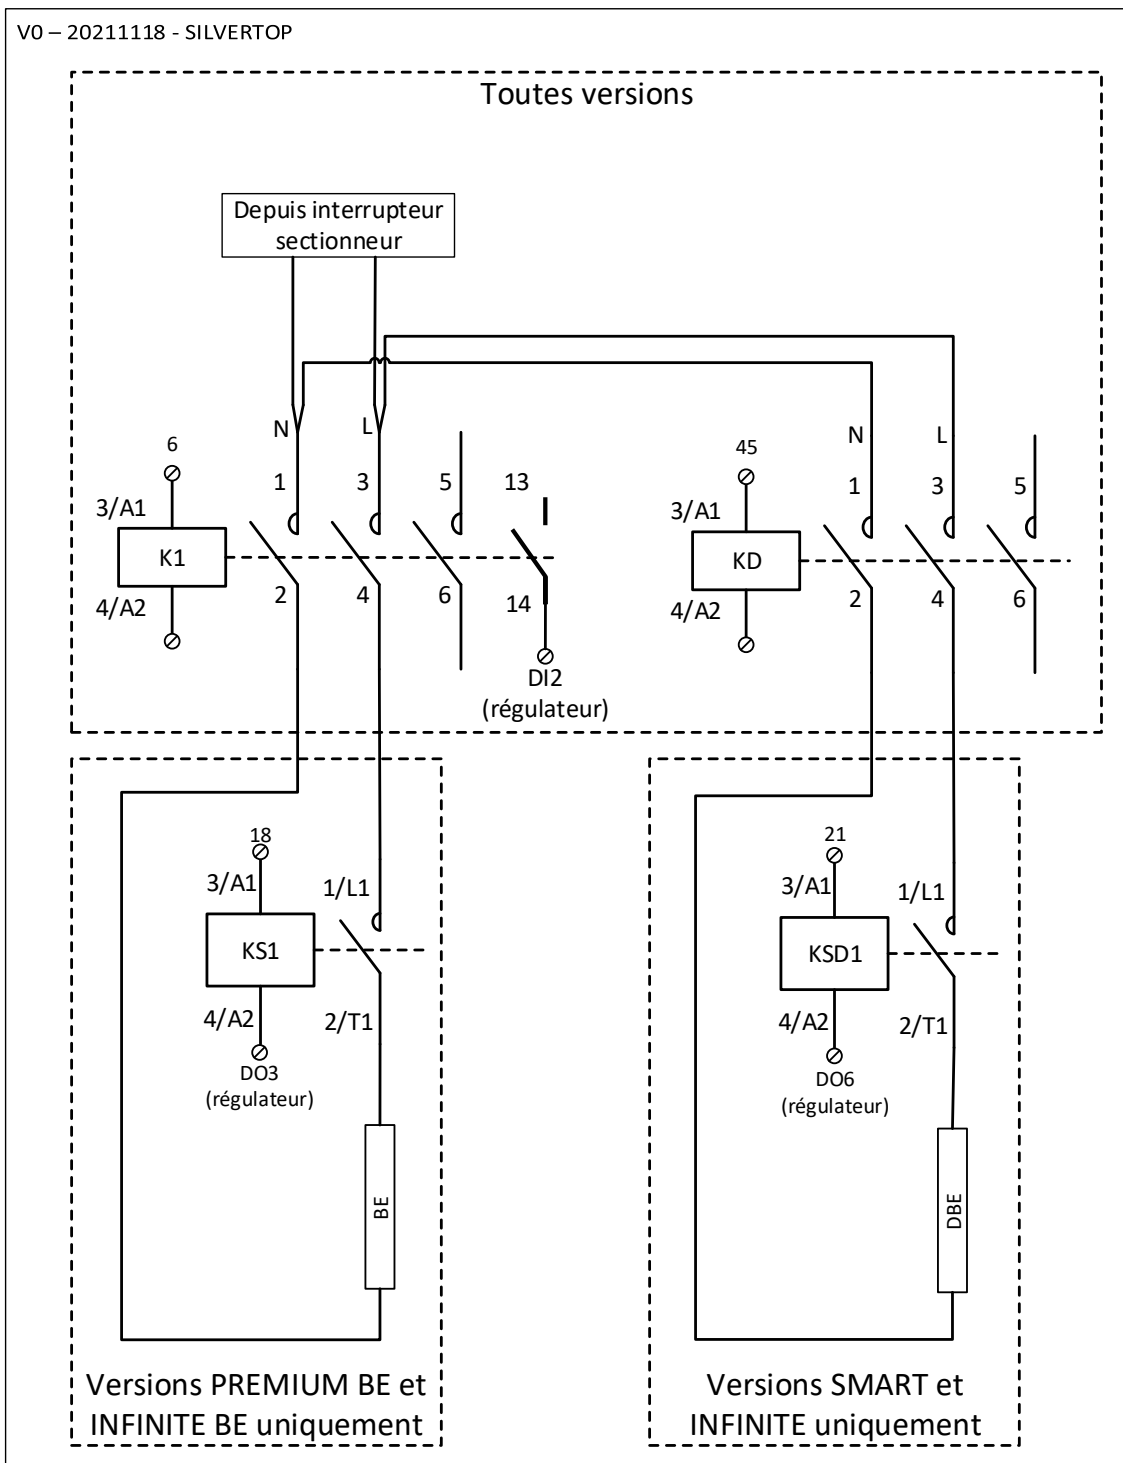 V0 – 20211118 - SILVERTOP
Toutes versions
Depuis interrupteur
sectionneur
N
L
N
L
6
3/A1
K1
4/A2
1
3
5
13
2
4
6
14
DI2
(régulateur)
45
3/A1
KD
4/A2
1
3
5
2
4
6
18
3/A1
KS1
4/A2
DO3
(régulateur)
1/L1
2/T1
BE
Versions PREMIUM BE et
INFINITE BE uniquement
21
3/A1
KSD1
4/A2
DO6
(régulateur)
1/L1
2/T1
DBE
Versions SMART et
INFINITE uniquement